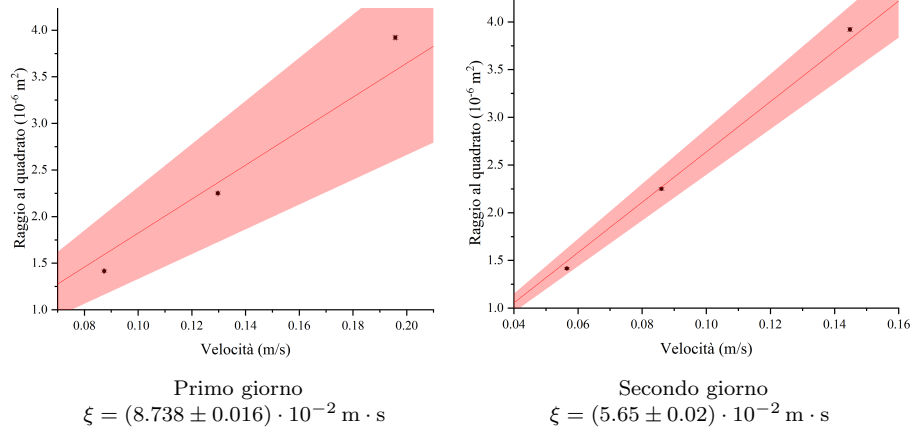 Raggio al quadrato (10⁻⁶ m²)
4.0
3.5
4.0
2.5
2.0
1.5
1.0
0.08 0.10 0.12 0.14 0.16 0.18 0.20
Velocità (m/s)
Primo giorno
ξ = (8.738 ± 0.016) · 10⁻² m · s
Raggio al quadrato (10⁻⁶ m²)
4.0
3.5
4.0
2.5
2.0
1.5
1.0
0.04 0.06 0.08 0.10 0.12 0.14 0.16
Velocità (m/s)
Secondo giorno
ξ = (5.65 ± 0.02) · 10⁻² m · s